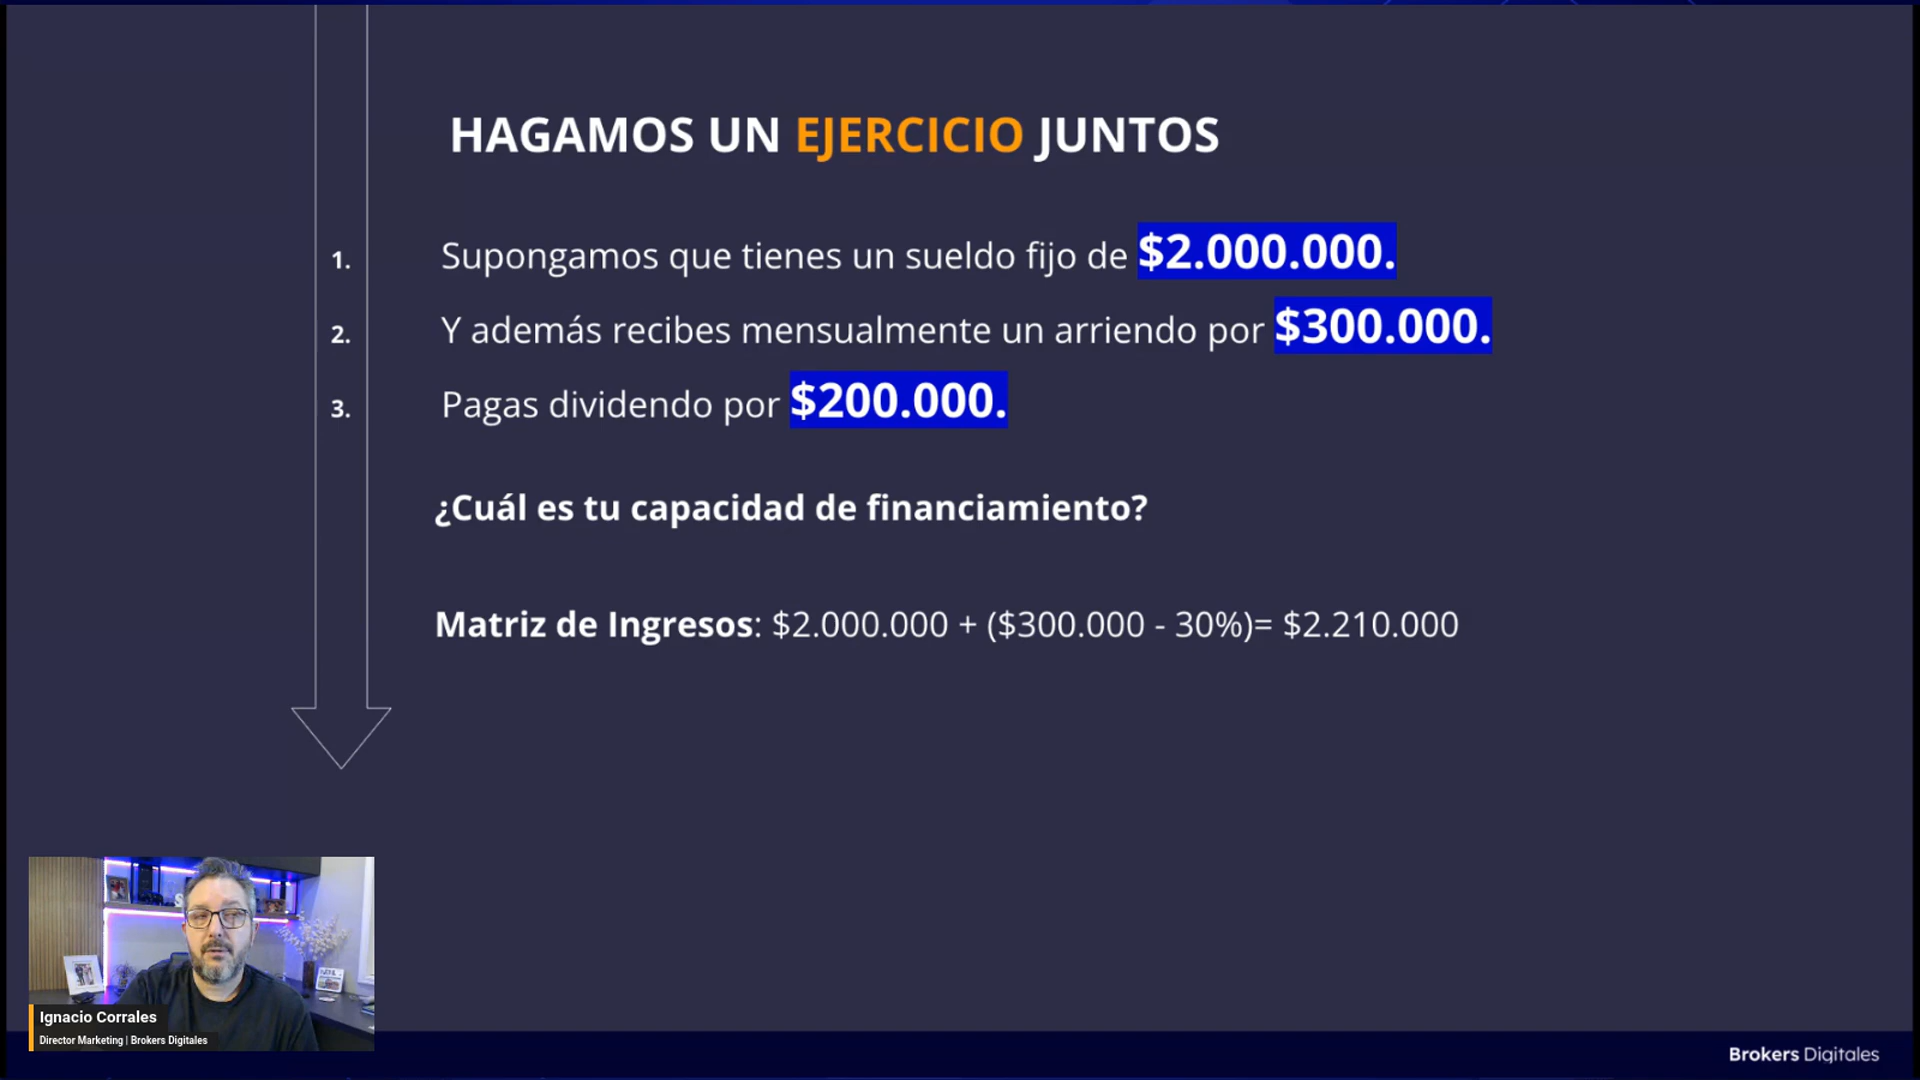 HAGAMOS UN EJERCICIO JUNTOS
1. Supongamos que tienes un sueldo fijo de $2.000.000.
2. Y además recibes mensualmente un arriendo por $300.000.
3. Pagas dividendo por $200.000.
¿Cuál es tu capacidad de financiamiento?
Matriz de Ingresos: $2.000.000 + ($300.000 - 30%)= $2.210.000
Ignacio Corrales
Director Marketing | Brokers Digitales
Brokers Digitales